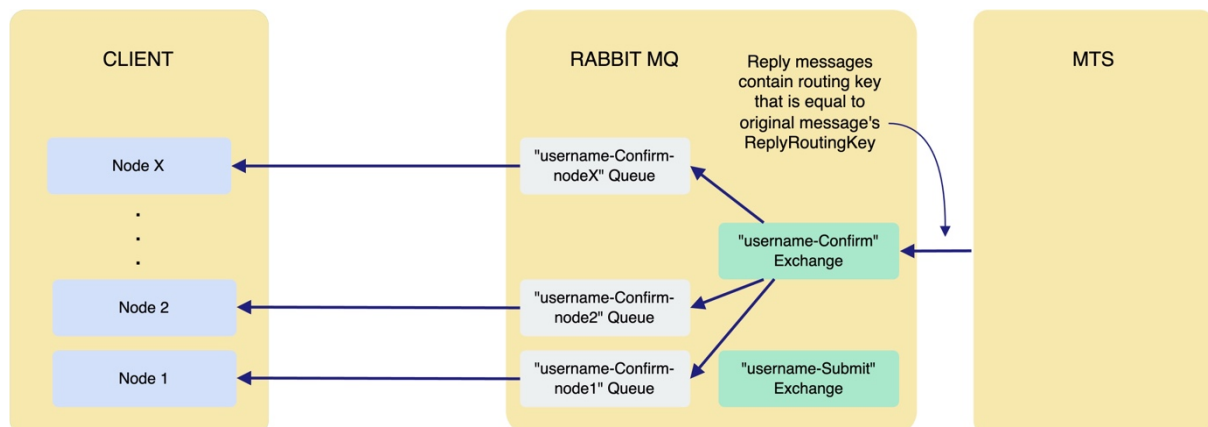 CLIENT
RABBIT MQ
Reply messages
contain routing key
that is equal to
original message's
ReplyRoutingKey
MTS
Node X
"username-Confirm-
nodeX" Queue
.
.
.
"username-Confirm"
Exchange
Node 2
"username-Confirm-
node2" Queue
Node 1
"username-Confirm-
node1" Queue
"username-Submit"
Exchange